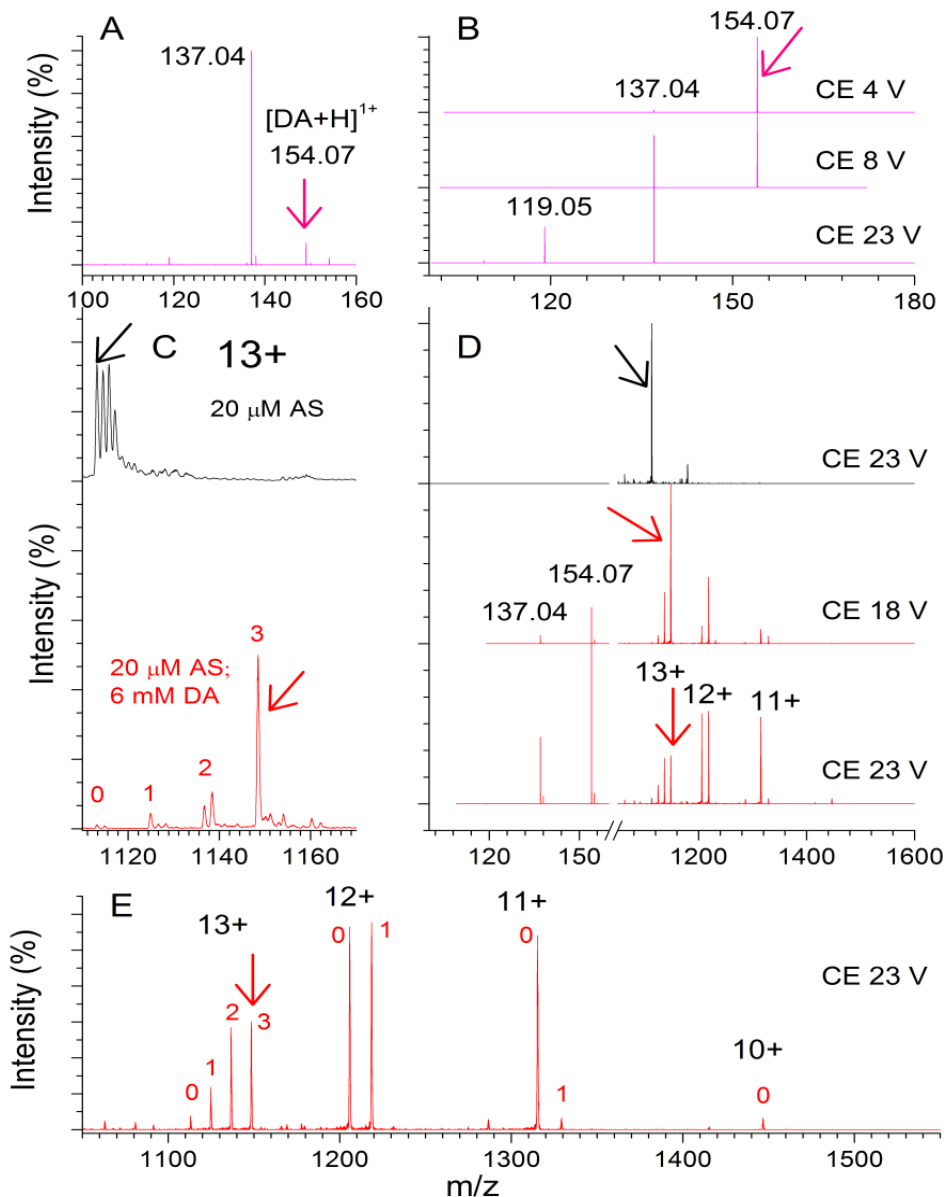 A
137.04
[DA+H]1+
154.07
Intensity (%)
100 120 140 160
B
154.07
137.04
CE 4 V
CE 8 V
119.05
CE 23 V
120 150 180
C
13+
20 μM AS
Intensity (%)
20 μM AS;
6 mM DA
0 1 2 3
1120 1140 1160
D
CE 23 V
154.07
137.04
CE 18 V
13+
12+
11+
CE 23 V
120 150 1200 1400 1600
E
13+
12+
11+
CE 23 V
10+
0 1 2 3 0 1 0 1 0
Intensity (%)
1100 1200 1300 1400 1500
m/z